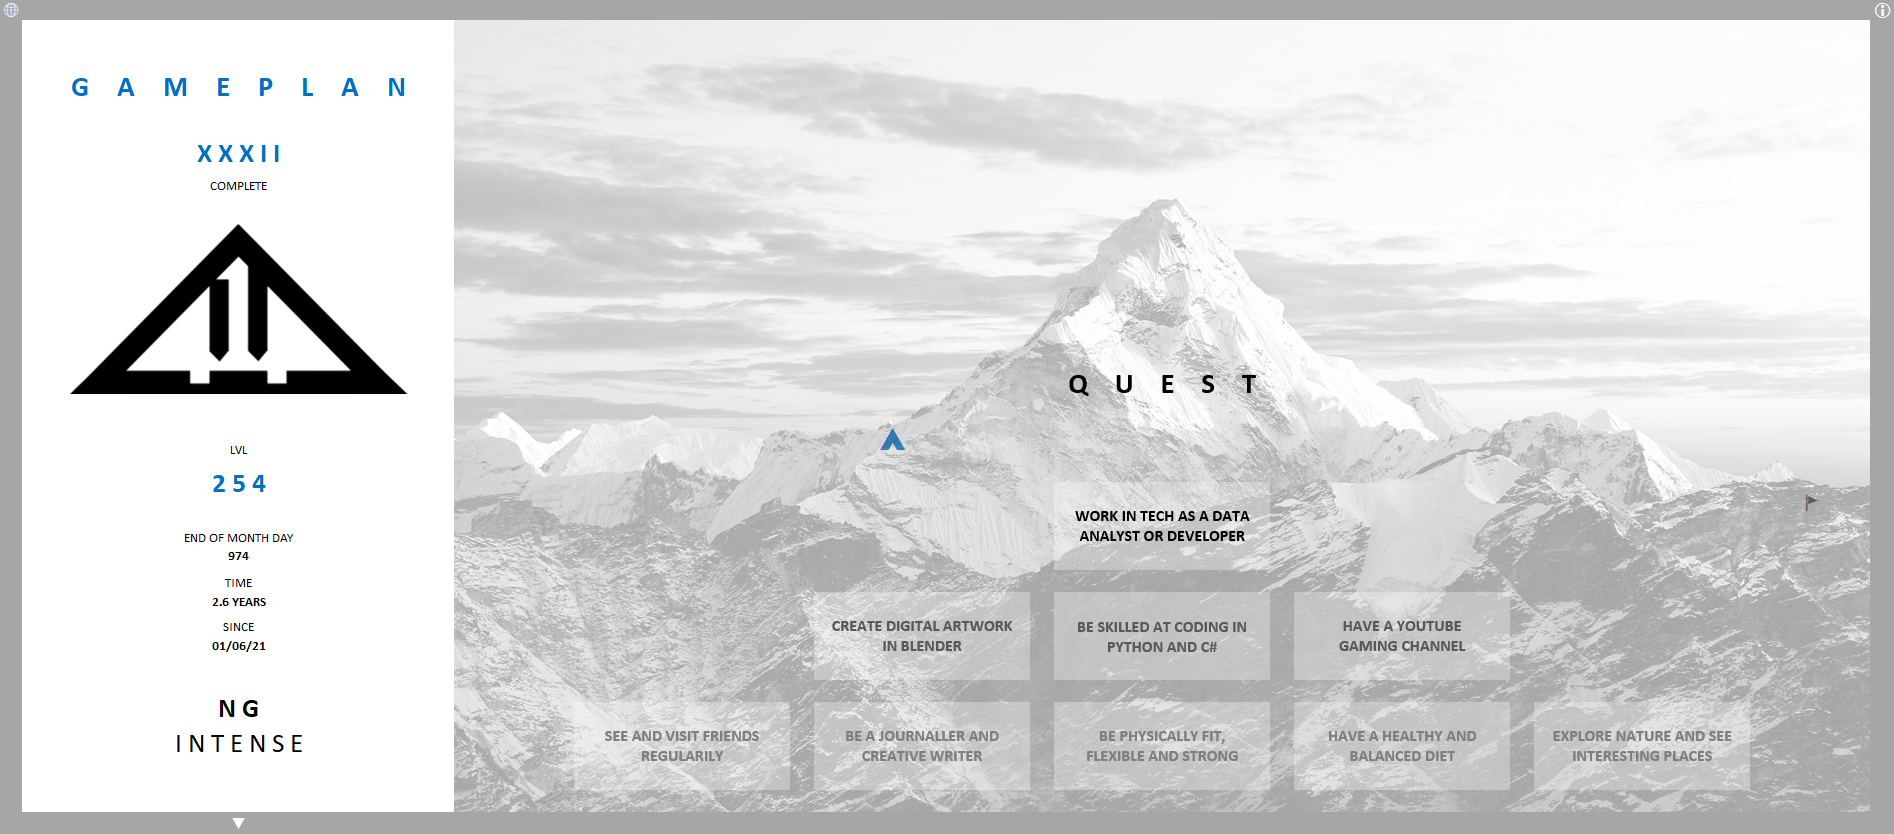 GAMEPLAN
XXXII
COMPLETE
LVL
254
END OF MONTH DAY
974
TIME
2.6 YEARS
SINCE
01/06/21
NG
INTENSE
QUEST
WORK IN TECH AS A DATA
ANALYST OR DEVELOPER
CREATE DIGITAL ARTWORK
IN BLENDER
BE SKILLED AT CODING IN
PYTHON AND C#
HAVE A YOUTUBE
GAMING CHANNEL
SEE AND VISIT FRIENDS
REGULARILY
BE A JOURNALLER AND
CREATIVE WRITER
BE PHYSICALLY FIT,
FLEXIBLE AND STRONG
HAVE A HEALTHY AND
BALANCED DIET
EXPLORE NATURE AND SEE
INTERESTING PLACES